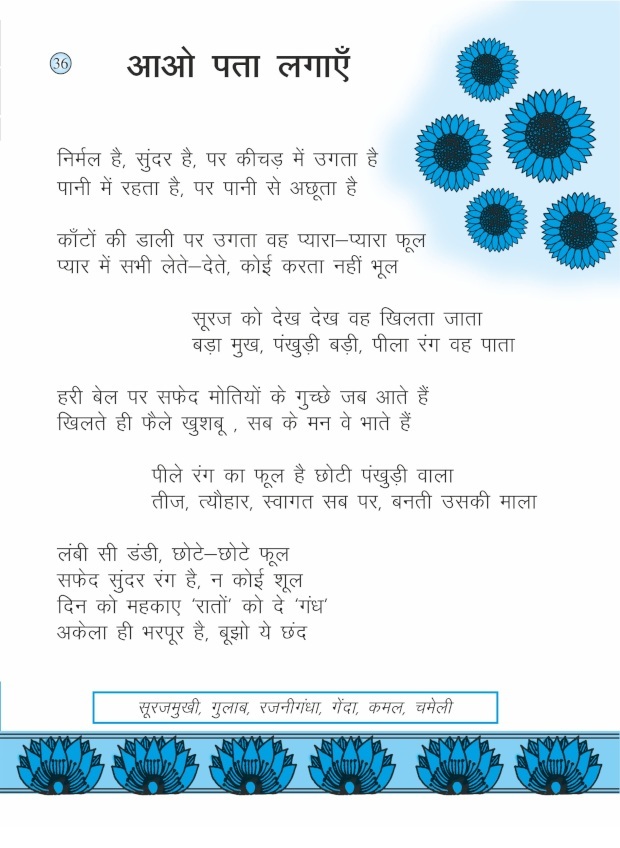 36
आओ पता लगाएँ
निर्मल है, सुंदर है, पर कीचड़ में उगता है
पानी में रहता है, पर पानी से अछूता है
काँटों की डाली पर उगता वह प्यारा–प्यारा फूल
प्यार में सभी लेते–देते, कोई करता नहीं भूल
सूरज को देख देख वह खिलता जाता
बड़ा मुख, पंखुड़ी बड़ी, पीला रंग वह पाता
हरी बेल पर सफेद मोतियों के गुच्छे जब आते हैं
खिलते ही फैले खुशबू , सब के मन वे भाते हैं
पीले रंग का फूल है छोटी पंखुड़ी वाला
तीज, त्यौहार, स्वागत सब पर, बनती उसकी माला
लंबी सी डंडी, छोटे–छोटे फूल
सफेद सुंदर रंग है, न कोई शूल
दिन को महकाए 'रातों' को दे 'गंध'
अकेला ही भरपूर है, बूझो ये छंद
सूरजमुखी, गुलाब, रजनीगंधा, गेंदा, कमल, चमेली